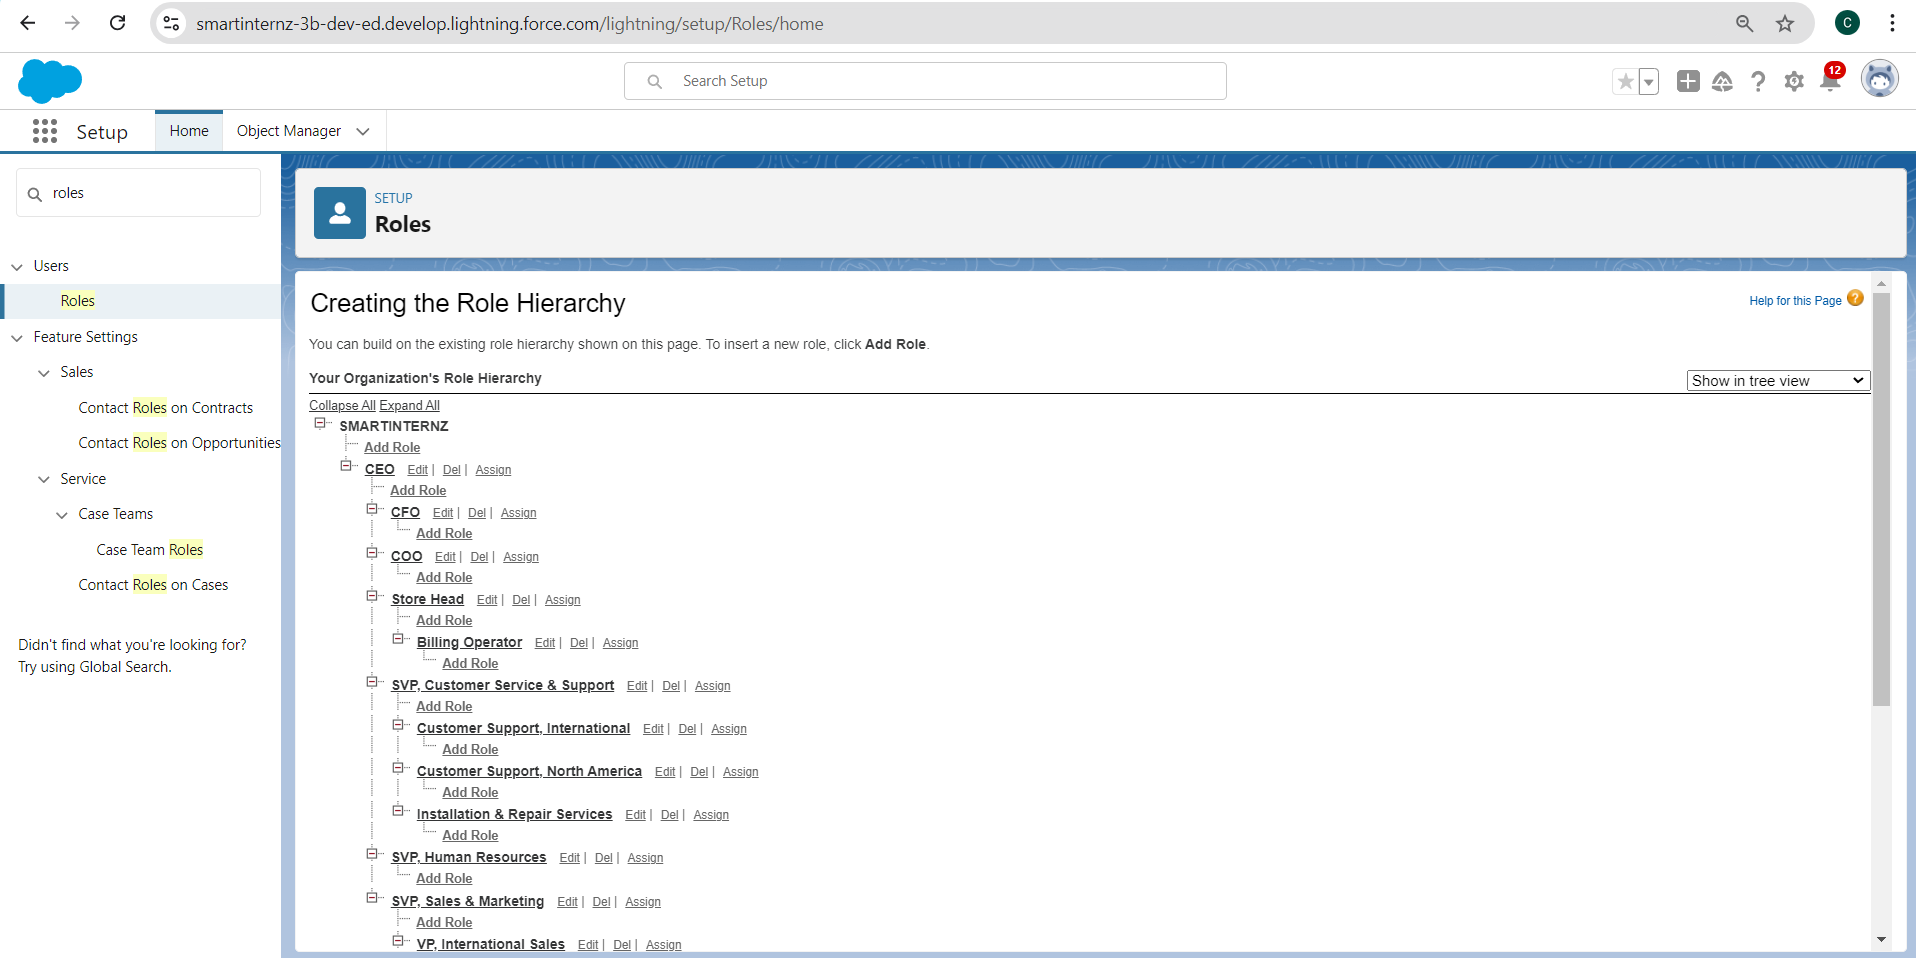 smartinternz-3b-dev-ed.develop.lightning.force.com/lightning/setup/Roles/home
C
Search Setup
12
Setup
Home
Object Manager
roles
Users
Roles
Feature Settings
Sales
Contact Roles on Contracts
Contact Roles on Opportunities
Service
Case Teams
Case Team Roles
Contact Roles on Cases
Didn't find what you're looking for?
Try using Global Search.
SETUP
Roles
Creating the Role Hierarchy
Help for this Page ?
You can build on the existing role hierarchy shown on this page. To insert a new role, click Add Role.
Your Organization's Role Hierarchy
Show in tree view
Collapse All Expand All
SMARTINTERNZ
Add Role
CEO Edit | Del | Assign
Add Role
CFO Edit | Del | Assign
Add Role
COO Edit | Del | Assign
Add Role
Store Head Edit | Del | Assign
Add Role
Billing Operator Edit | Del | Assign
Add Role
SVP, Customer Service & Support Edit | Del | Assign
Add Role
Customer Support, International Edit | Del | Assign
Add Role
Customer Support, North America Edit | Del | Assign
Add Role
Installation & Repair Services Edit | Del | Assign
Add Role
SVP, Human Resources Edit | Del | Assign
Add Role
SVP, Sales & Marketing Edit | Del | Assign
Add Role
VP, International Sales Edit | Del | Assign